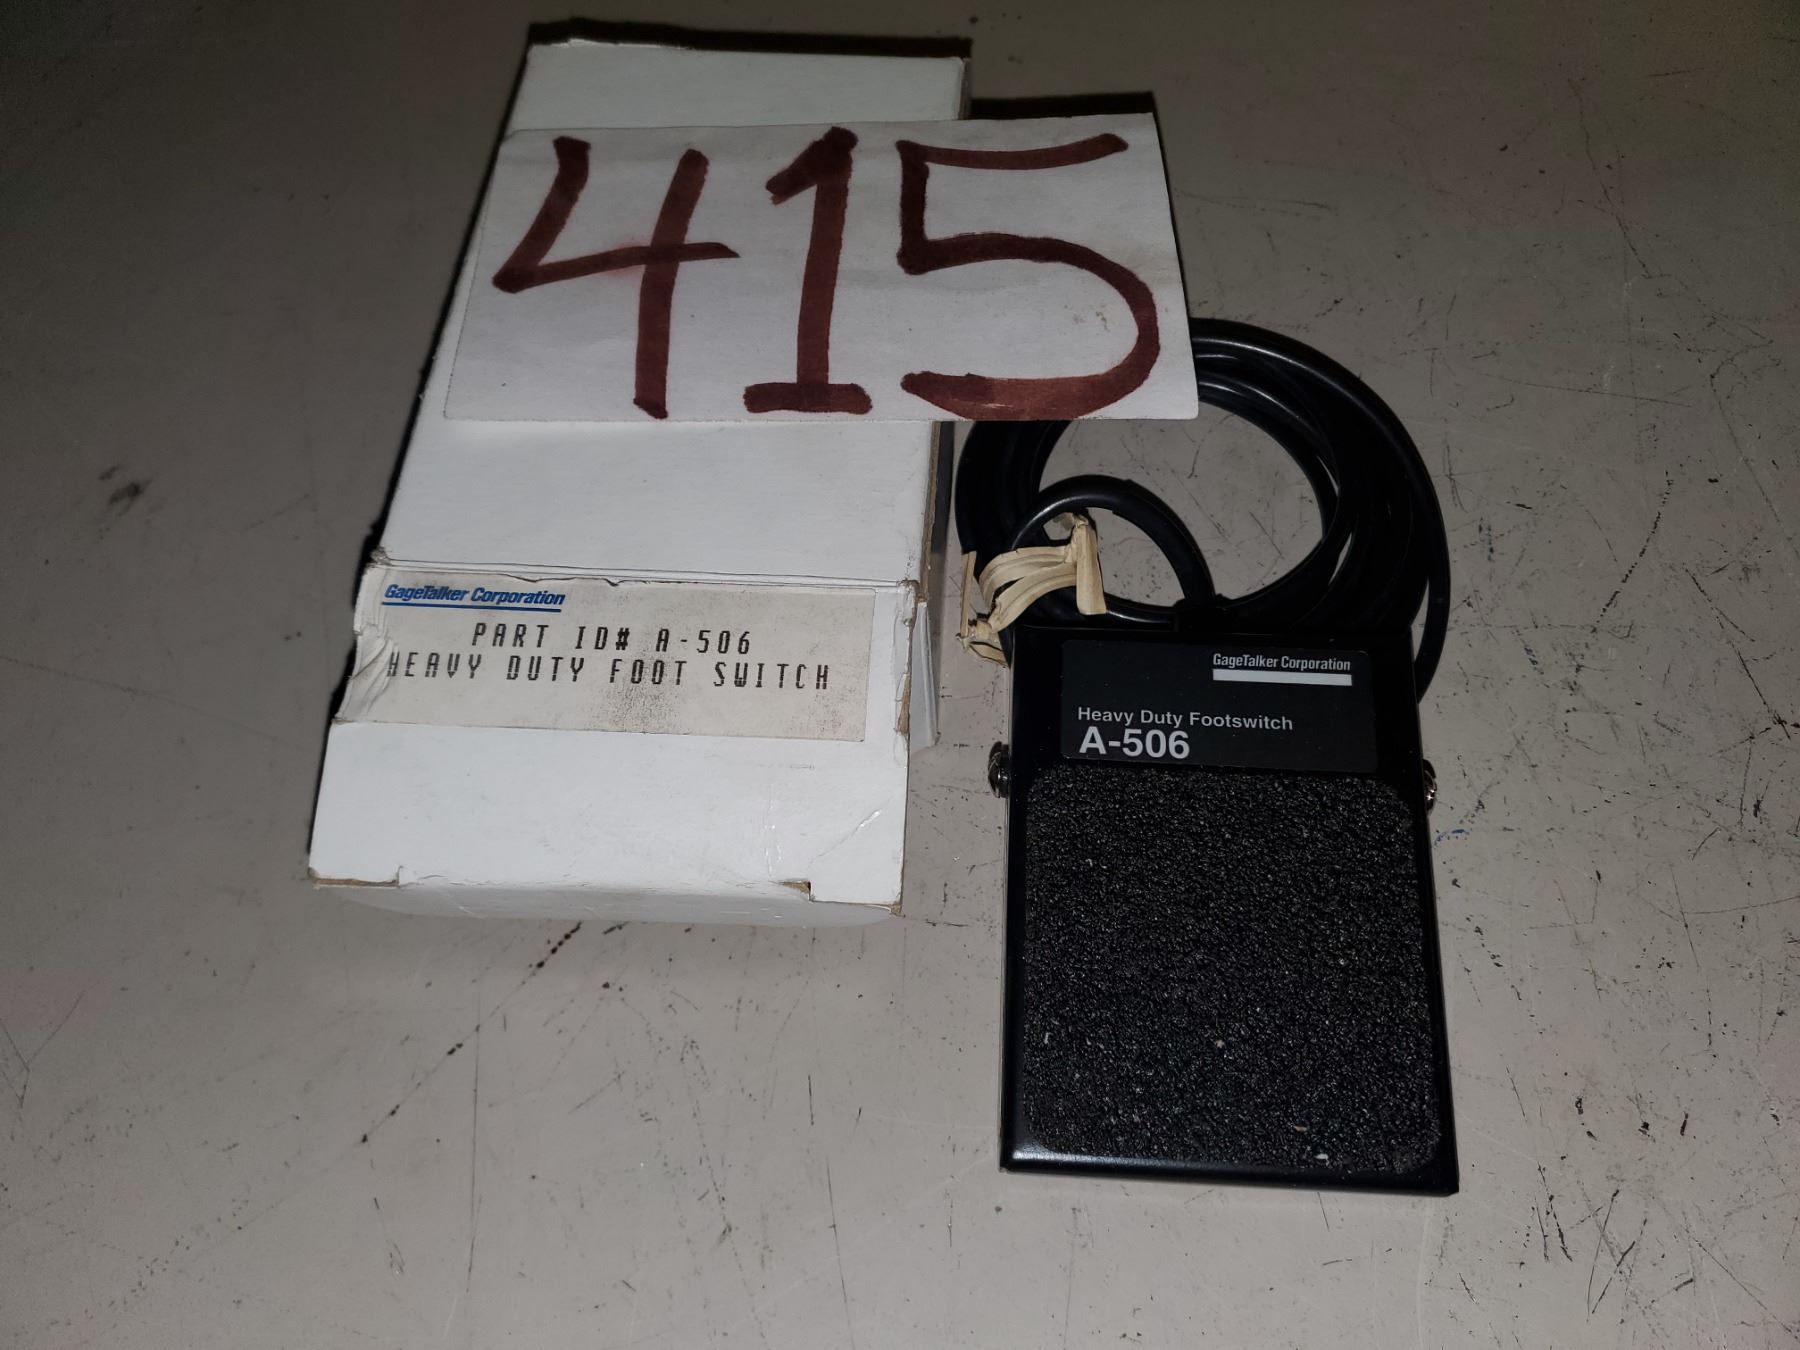 415
GageTalker Corporation
PART ID# A-506
HEAVY DUTY FOOT SWITCH
GageTalker Corporation
Heavy Duty Footswitch
A-506